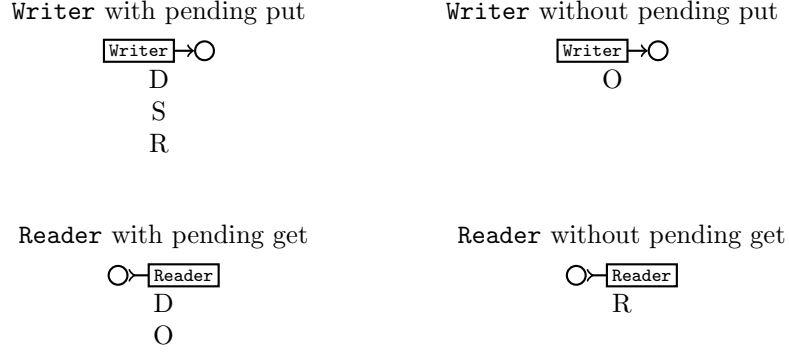 Writer with pending put
Writer
D
S
R
Writer without pending put
Writer
O
Reader with pending get
Reader
D
O
Reader without pending get
Reader
R